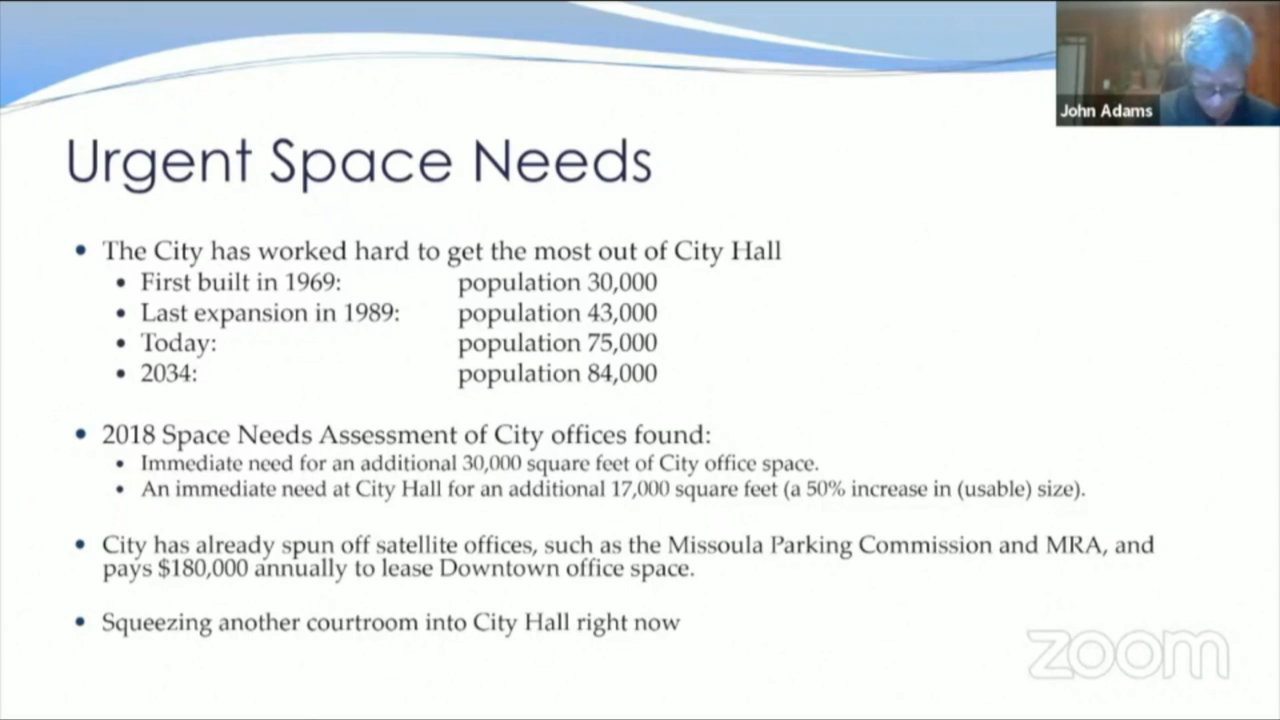 John Adams
Urgent Space Needs
• The City has worked hard to get the most out of City Hall
• First built in 1969: population 30,000
• Last expansion in 1989: population 43,000
• Today: population 75,000
• 2034: population 84,000
• 2018 Space Needs Assessment of City offices found:
• Immediate need for an additional 30,000 square feet of City office space.
• An immediate need at City Hall for an additional 17,000 square feet (a 50% increase in (usable) size).
• City has already spun off satellite offices, such as the Missoula Parking Commission and MRA, and
pays $180,000 annually to lease Downtown office space.
• Squeezing another courtroom into City Hall right now
zoom